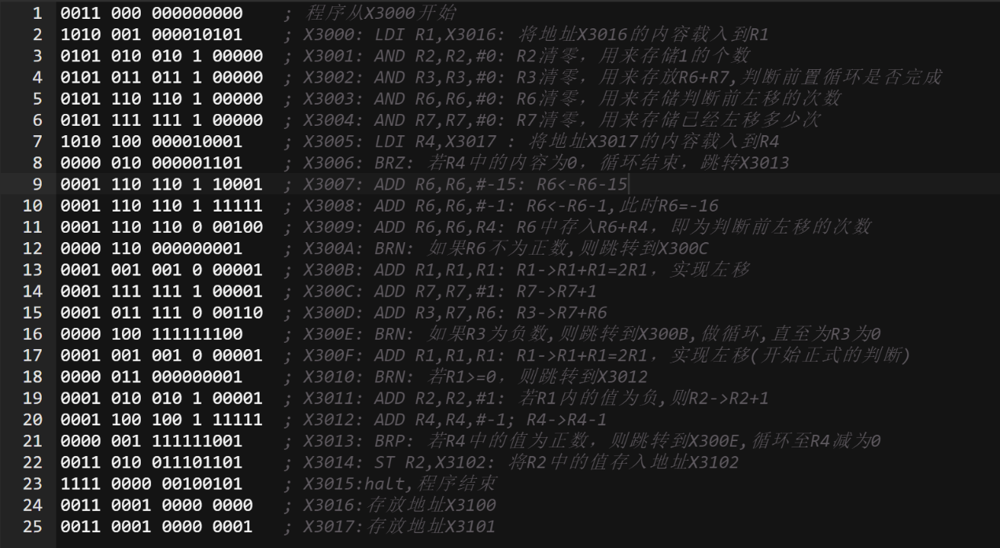 1 0011 000 000000000 ; 程序从X3000开始
2 1010 001 000010101 ; X3000: LDI R1,X3016: 将地址X3016的内容载入到R1
3 0101 010 010 1 00000 ; X3001: AND R2,R2,#0: R2清零，用来存储1的个数
4 0101 011 011 1 00000 ; X3002: AND R3,R3,#0: R3清零，用来存放R6+R7,判断前置循环是否完成
5 0101 110 110 1 00000 ; X3003: AND R6,R6,#0: R6清零，用来存储判断前左移的次数
6 0101 111 111 1 00000 ; X3004: AND R7,R7,#0: R7清零，用来存储已经左移多少次
7 1010 100 000010001 ; X3005: LDI R4,X3017 : 将地址X3017的内容载入到R4
8 0000 010 000001101 ; X3006: BRZ: 若R4中的内容为0，循环结束，跳转X3013
9 0001 110 110 1 10001 ; X3007: ADD R6,R6,#-15: R6<-R6-15
10 0001 110 110 1 11111 ; X3008: ADD R6,R6,#-1: R6<-R6-1,此时R6=-16
11 0001 110 110 0 00100 ; X3009: ADD R6,R6,R4: R6中存入R6+R4，即为判断前左移的次数
12 0000 110 000000001 ; X300A: BRN: 如果R6不为正数,则跳转到X300C
13 0001 001 001 0 00001 ; X300B: ADD R1,R1,R1: R1->R1+R1=2R1，实现左移
14 0001 111 111 1 00001 ; X300C: ADD R7,R7,#1: R7->R7+1
15 0001 011 111 0 00110 ; X300D: ADD R3,R7,R6: R3->R7+R6
16 0000 100 111111100 ; X300E: BRN: 如果R3为负数,则跳转到X300B,做循环,直至为R3为0
17 0001 001 001 0 00001 ; X300F: ADD R1,R1,R1: R1->R1+R1=2R1，实现左移(开始正式的判断)
18 0000 011 000000001 ; X3010: BRN: 若R1>=0，则跳转到X3012
19 0001 010 010 1 00001 ; X3011: ADD R2,R2,#1: 若R1内的值为负,则R2->R2+1
20 0001 100 100 1 11111 ; X3012: ADD R4,R4,#-1; R4->R4-1
21 0000 001 111111001 ; X3013: BRP: 若R4中的值为正数，则跳转到X300E,循环至R4减为0
22 0011 010 011101101 ; X3014: ST R2,X3102: 将R2中的值存入地址X3102
23 1111 0000 00100101 ; X3015:halt,程序结束
24 0011 0001 0000 0000 ; X3016:存放地址X3100
25 0011 0001 0000 0001 ; X3017:存放地址X3101